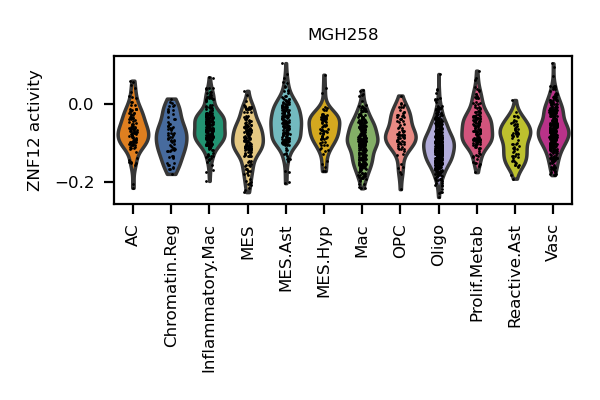 MGH258
ZNF12 activity
0.0
−0.2
AC
Chromatin.Reg
Inflammatory.Mac
MES
MES.Ast
MES.Hyp
Mac
OPC
Oligo
Prolif.Metab
Reactive.Ast
Vasc